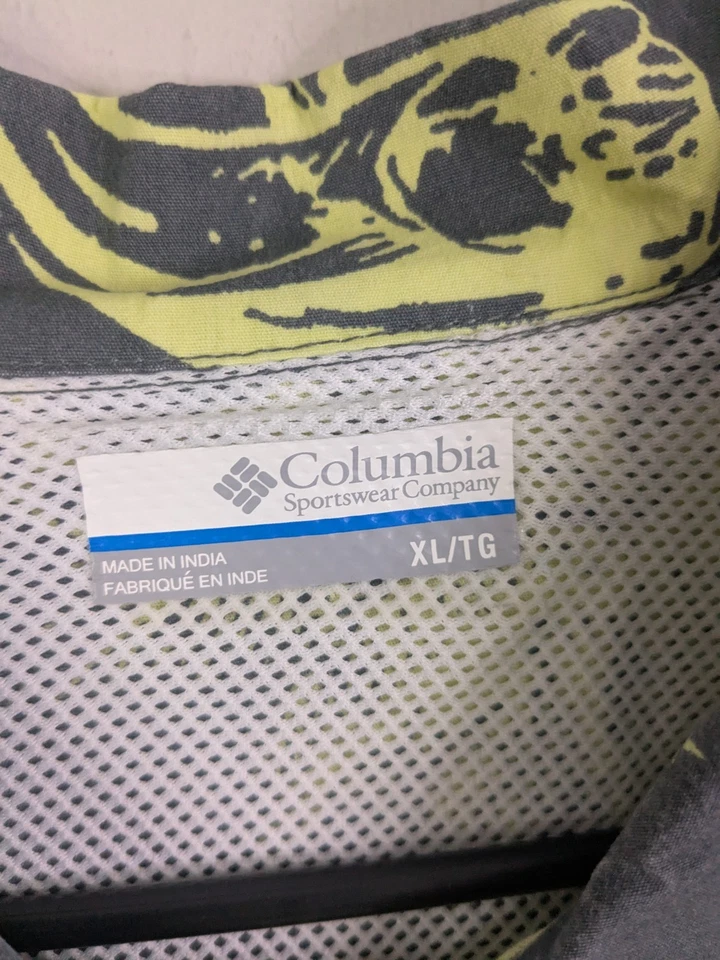 Columbia
Sportswear Company
MADE IN INDIA
FABRIQUÉ EN INDE
XL/TG